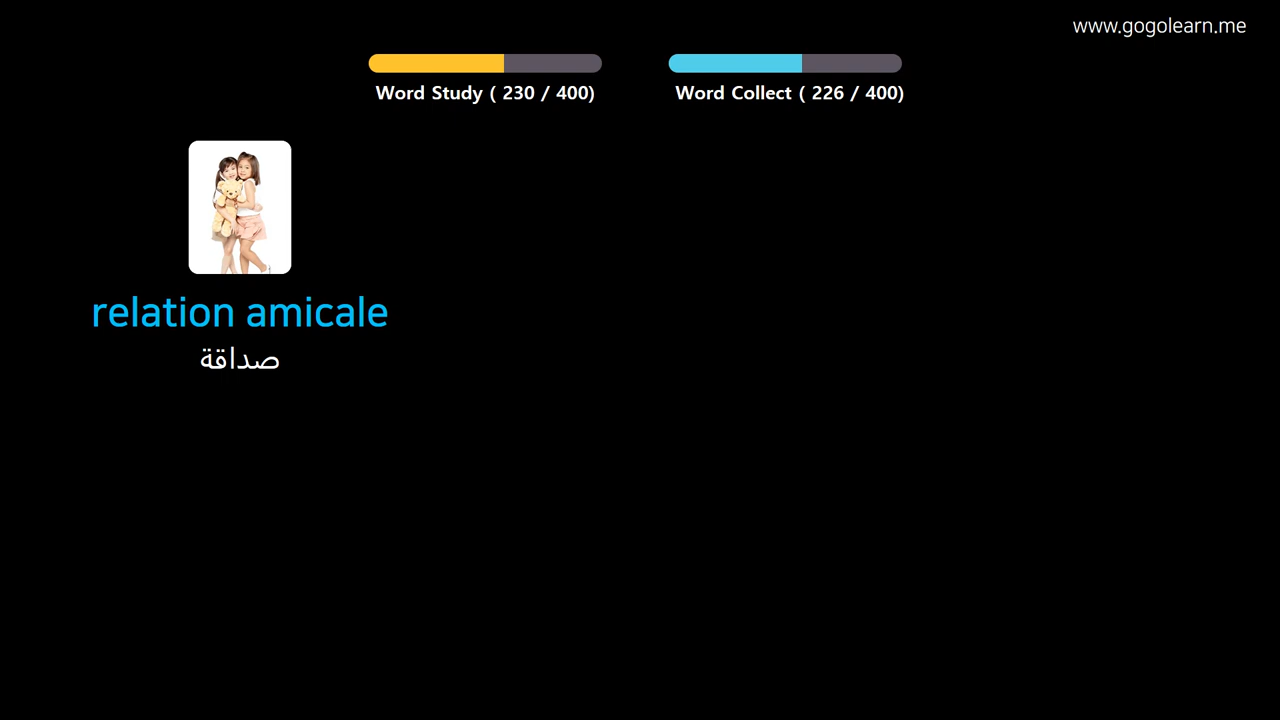 www.gogolearn.me
Word Study ( 230 / 400)
Word Collect ( 226 / 400)
relation amicale
صداقة